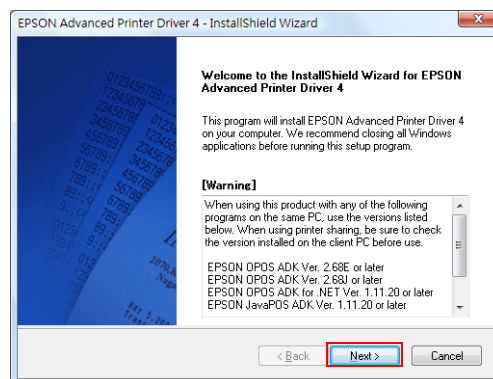 EPSON Advanced Printer Driver 4 - InstallShield Wizard
Welcome to the InstallShield Wizard for EPSON
Advanced Printer Driver 4
This program will install EPSON Advanced Printer Driver 4
on your computer. We recommend closing all Windows
applications before running this setup program.
[Warning]
When using this product with any of the following
programs on the same PC, use the versions listed
below. When using printer sharing, be sure to check
the version installed on the client PC before use.
EPSON OPOS ADK Ver. 2.68E or later
EPSON OPOS ADK Ver. 2.68J or later
EPSON OPOS ADK for .NET Ver. 1.11.20 or later
EPSON JavaPOS ADK Ver. 1.11.20 or later
< Back
Next >
Cancel